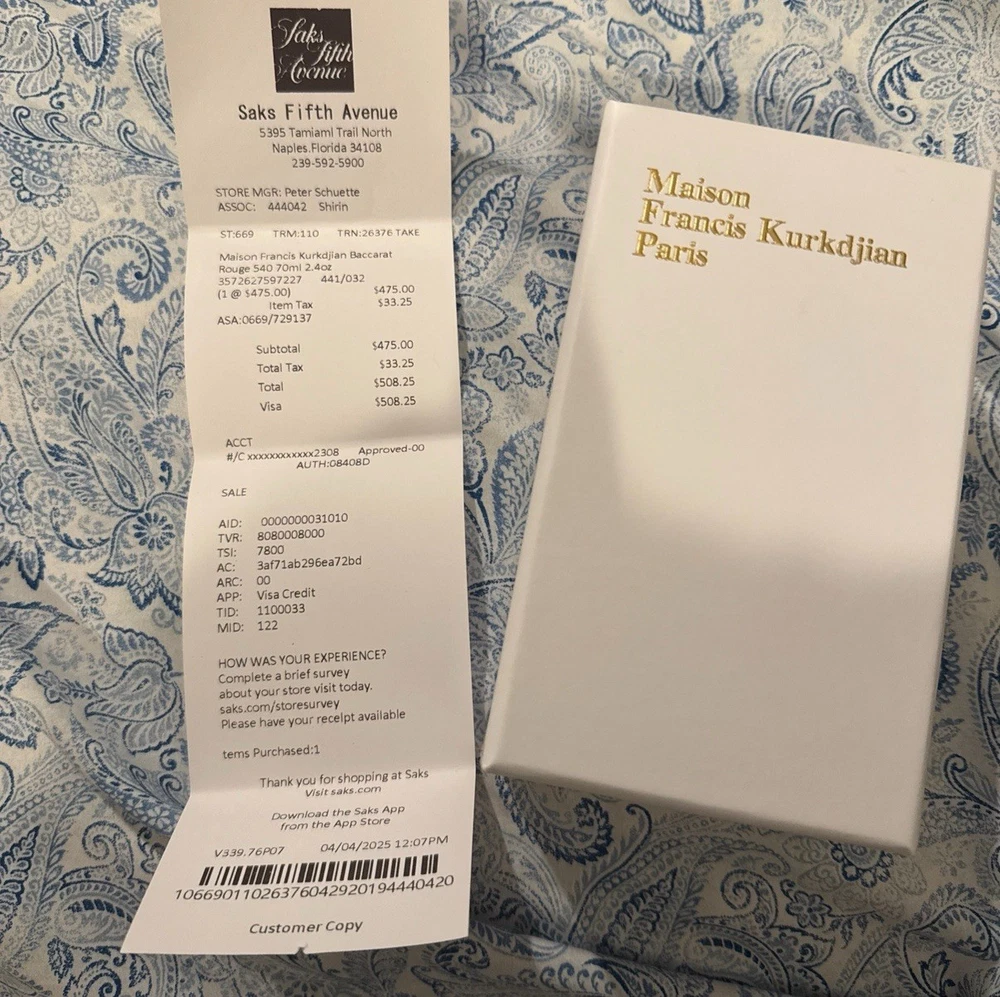 Saks
Fifth
Avenue
Saks Fifth Avenue
5395 Tamiami Trail North
Naples.Florida 34108
239-592-5900
STORE MGR: Peter Schuette
ASSOC: 444042 Shirin
ST:669 TRM:110 TRN:26376 TAKE
Maison Francis Kurkdjian Baccarat
Rouge 540 70ml 2.4oz
3572627597227 441/032
(1 @ $475.00) $475.00
Item Tax $33.25
ASA:0669/729137
Subtotal $475.00
Total Tax $33.25
Total $508.25
Visa $508.25
ACCT
#/C xxxxxxxxxxxx2308 Approved-00
AUTH:08408D
SALE
AID: 0000000031010
TVR: 8080008000
TSI: 7800
AC: 3af71ab296ea72bd
ARC: 00
APP: Visa Credit
TID: 1100033
MID: 122
HOW WAS YOUR EXPERIENCE?
Complete a brief survey
about your store visit today.
saks.com/storesurvey
Please have your receipt available
tems Purchased:1
Thank you for shopping at Saks
Visit saks.com
Download the Saks App
from the App Store
V339.76P07 04/04/2025 12:07PM
10669011026376042920194440420
Customer Copy
Maison
Francis Kurkdjian
Paris